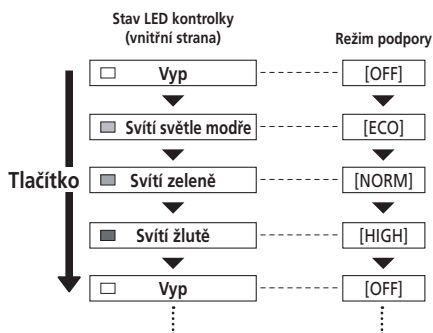 Stav LED kontrolky
(vnitřní strana)
Režim podpory
Vyp
[OFF]
Svítí světle modře
[ECO]
Tlačítko
Svítí zeleně
[NORM]
Svítí žlutě
[HIGH]
Vyp
[OFF]